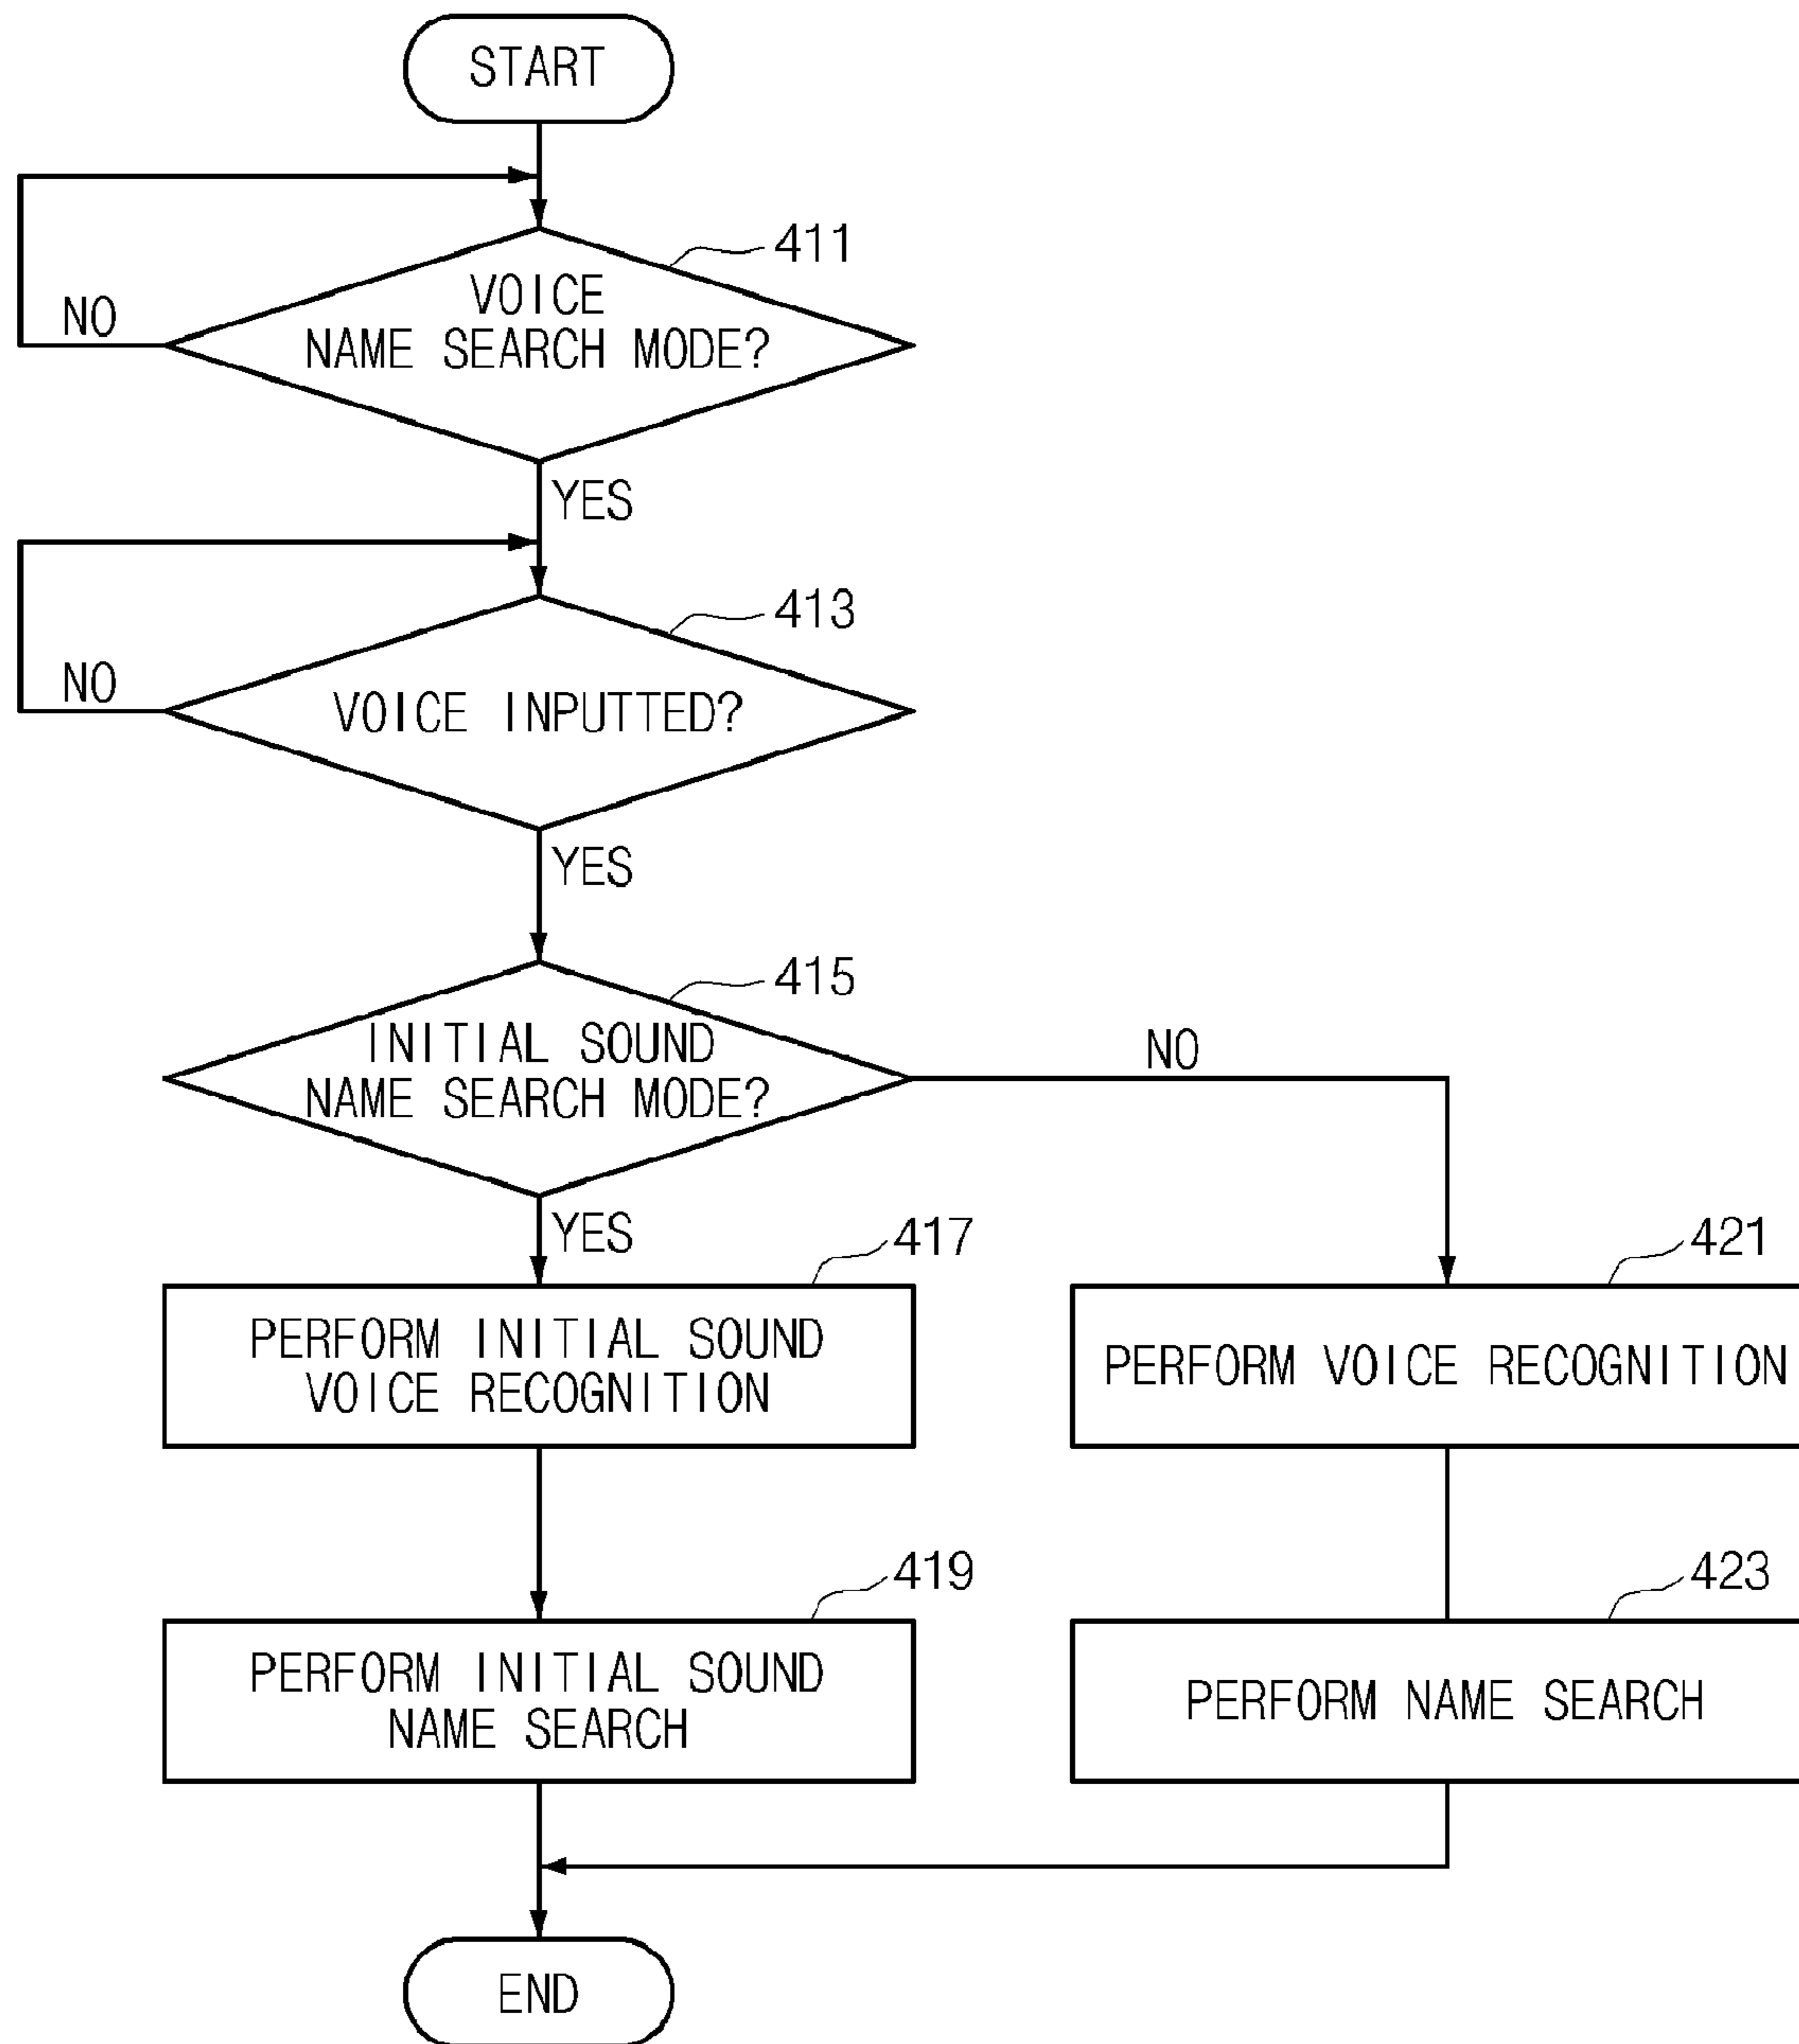 START
411
VOICE
NAME SEARCH MODE?
NO
YES
413
NO
VOICE INPUTTED?
YES
415
INITIAL SOUND
NAME SEARCH MODE?
NO
YES
417
421
PERFORM INITIAL SOUND
VOICE RECOGNITION
PERFORM VOICE RECOGNITION
419
423
PERFORM INITIAL SOUND
NAME SEARCH
PERFORM NAME SEARCH
END